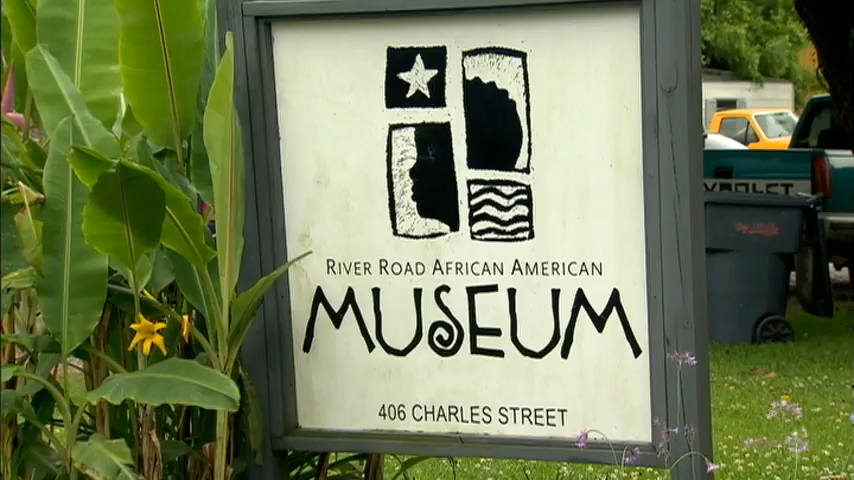 RIVER ROAD AFRICAN AMERICAN
MUSEUM
406 CHARLES STREET